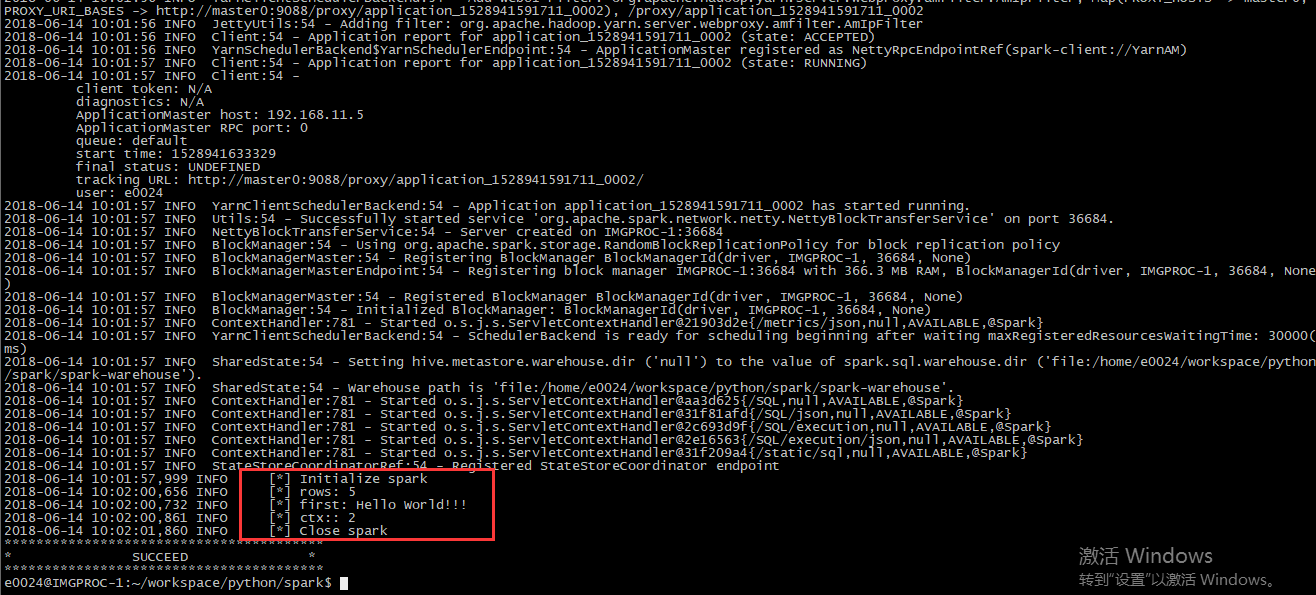 PROXY_URI_BASES -> http://master0:9088/proxy/application_1528941591711_0002), /proxy/application_1528941591711_0002
2018-06-14 10:01:56 INFO  JettyUtils:54 - Adding filter: org.apache.hadoop.yarn.server.webproxy.amfilter.AmIpFilter
2018-06-14 10:01:56 INFO  Client:54 - Application report for application_1528941591711_0002 (state: ACCEPTED)
2018-06-14 10:01:56 INFO  YarnSchedulerBackend$YarnSchedulerEndpoint:54 - ApplicationMaster registered as NettyRpcEndpointRef(spark-client://YarnAM)
2018-06-14 10:01:57 INFO  Client:54 - Application report for application_1528941591711_0002 (state: RUNNING)
2018-06-14 10:01:57 INFO  Client:54 -
client token: N/A
diagnostics: N/A
ApplicationMaster host: 192.168.11.5
ApplicationMaster RPC port: 0
queue: default
start time: 1528941633329
final status: UNDEFINED
tracking URL: http://master0:9088/proxy/application_1528941591711_0002/
user: e0024
2018-06-14 10:01:57 INFO  YarnClientSchedulerBackend:54 - Application application_1528941591711_0002 has started running.
2018-06-14 10:01:57 INFO  Utils:54 - Successfully started service 'org.apache.spark.network.netty.NettyBlockTransferService' on port 36684.
2018-06-14 10:01:57 INFO  NettyBlockTransferService:54 - Server created on IMGPROC-1:36684
2018-06-14 10:01:57 INFO  BlockManager:54 - Using org.apache.spark.storage.RandomBlockReplicationPolicy for block replication policy
2018-06-14 10:01:57 INFO  BlockManagerMaster:54 - Registering BlockManager BlockManagerId(driver, IMGPROC-1, 36684, None)
2018-06-14 10:01:57 INFO  BlockManagerMasterEndpoint:54 - Registering block manager IMGPROC-1:36684 with 366.3 MB RAM, BlockManagerId(driver, IMGPROC-1, 36684, None
)
2018-06-14 10:01:57 INFO  BlockManagerMaster:54 - Registered BlockManager BlockManagerId(driver, IMGPROC-1, 36684, None)
2018-06-14 10:01:57 INFO  BlockManager:54 - Initialized BlockManager: BlockManagerId(driver, IMGPROC-1, 36684, None)
2018-06-14 10:01:57 INFO  ContextHandler:781 - Started o.s.j.s.ServletContextHandler@21903d2e{/metrics/json,null,AVAILABLE,@Spark}
2018-06-14 10:01:57 INFO  YarnClientSchedulerBackend:54 - SchedulerBackend is ready for scheduling beginning after waiting maxRegisteredResourcesWaitingTime: 30000(
ms)
2018-06-14 10:01:57 INFO  SharedState:54 - Setting hive.metastore.warehouse.dir ('null') to the value of spark.sql.warehouse.dir ('file:/home/e0024/workspace/python
/spark/spark-warehouse').
2018-06-14 10:01:57 INFO  SharedState:54 - Warehouse path is 'file:/home/e0024/workspace/python/spark/spark-warehouse'.
2018-06-14 10:01:57 INFO  ContextHandler:781 - Started o.s.j.s.ServletContextHandler@aa3d625{/SQL,null,AVAILABLE,@Spark}
2018-06-14 10:01:57 INFO  ContextHandler:781 - Started o.s.j.s.ServletContextHandler@31f81afd{/SQL/json,null,AVAILABLE,@Spark}
2018-06-14 10:01:57 INFO  ContextHandler:781 - Started o.s.j.s.ServletContextHandler@2c693d9f{/SQL/execution,null,AVAILABLE,@Spark}
2018-06-14 10:01:57 INFO  ContextHandler:781 - Started o.s.j.s.ServletContextHandler@2e16563{/SQL/execution/json,null,AVAILABLE,@Spark}
2018-06-14 10:01:57 INFO  ContextHandler:781 - Started o.s.j.s.ServletContextHandler@31f209a4{/static/sql,null,AVAILABLE,@Spark}
2018-06-14 10:01:57 INFO  StateStoreCoordinatorRef:54 - Registered StateStoreCoordinator endpoint
2018-06-14 10:01:57,999 INFO     [*] Initialize spark
2018-06-14 10:02:00,656 INFO     [*] rows: 5
2018-06-14 10:02:00,732 INFO     [*] first: Hello World!!!
2018-06-14 10:02:00,861 INFO     [*] ctx:: 2
2018-06-14 10:02:01,860 INFO     [*] Close spark
****************************************
*               SUCCEED               *
****************************************
e0024@IMGPROC-1:~/workspace/python/spark$
激活 Windows
转到"设置"以激活 Windows。